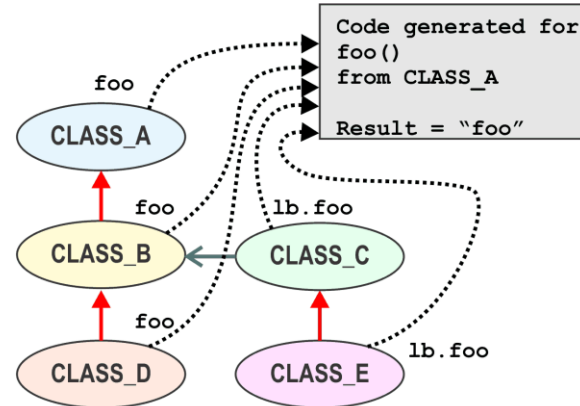 Code generated for
foo()
from CLASS_A
Result = “foo”
foo
CLASS_A
foo
lb.foo
CLASS_B
CLASS_C
foo
lb.foo
CLASS_D
CLASS_E